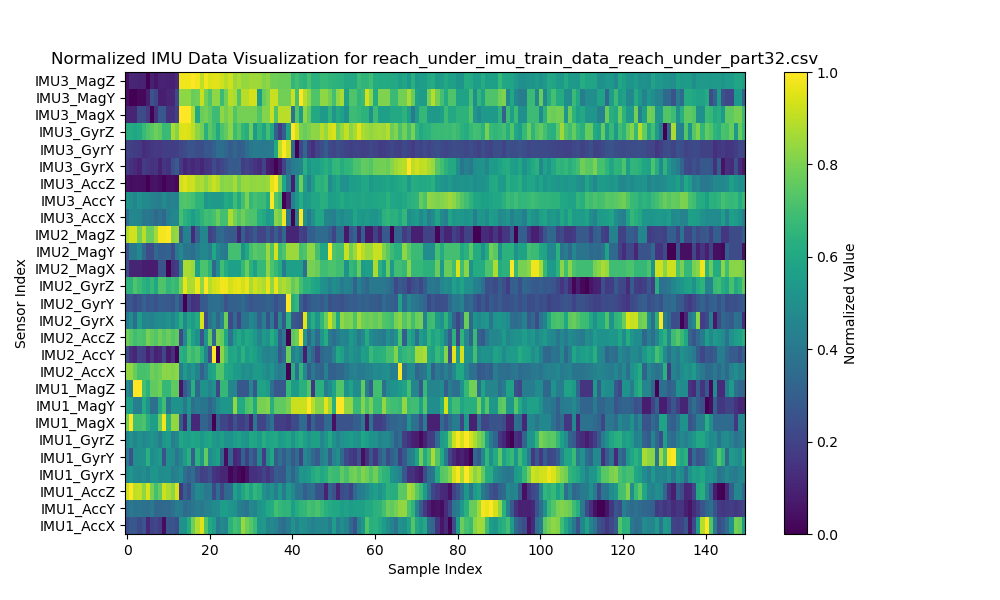 Normalized IMU Data Visualization for reach_under_imu_train_data_reach_under_part32.csv
IMU3_MagZ
IMU3_MagY
IMU3_MagX
IMU3_GyrZ
IMU3_GyrY
IMU3_GyrX
IMU3_AccZ
IMU3_AccY
IMU3_AccX
IMU2_MagZ
IMU2_MagY
IMU2_MagX
IMU2_GyrZ
IMU2_GyrY
IMU2_GyrX
IMU2_AccZ
IMU2_AccY
IMU2_AccX
IMU1_MagZ
IMU1_MagY
IMU1_MagX
IMU1_GyrZ
IMU1_GyrY
IMU1_GyrX
IMU1_AccZ
IMU1_AccY
IMU1_AccX
Sensor Index
0 20 40 60 80 100 120 140
Sample Index
1.0
0.8
0.6
0.4
0.2
0.0
Normalized Value